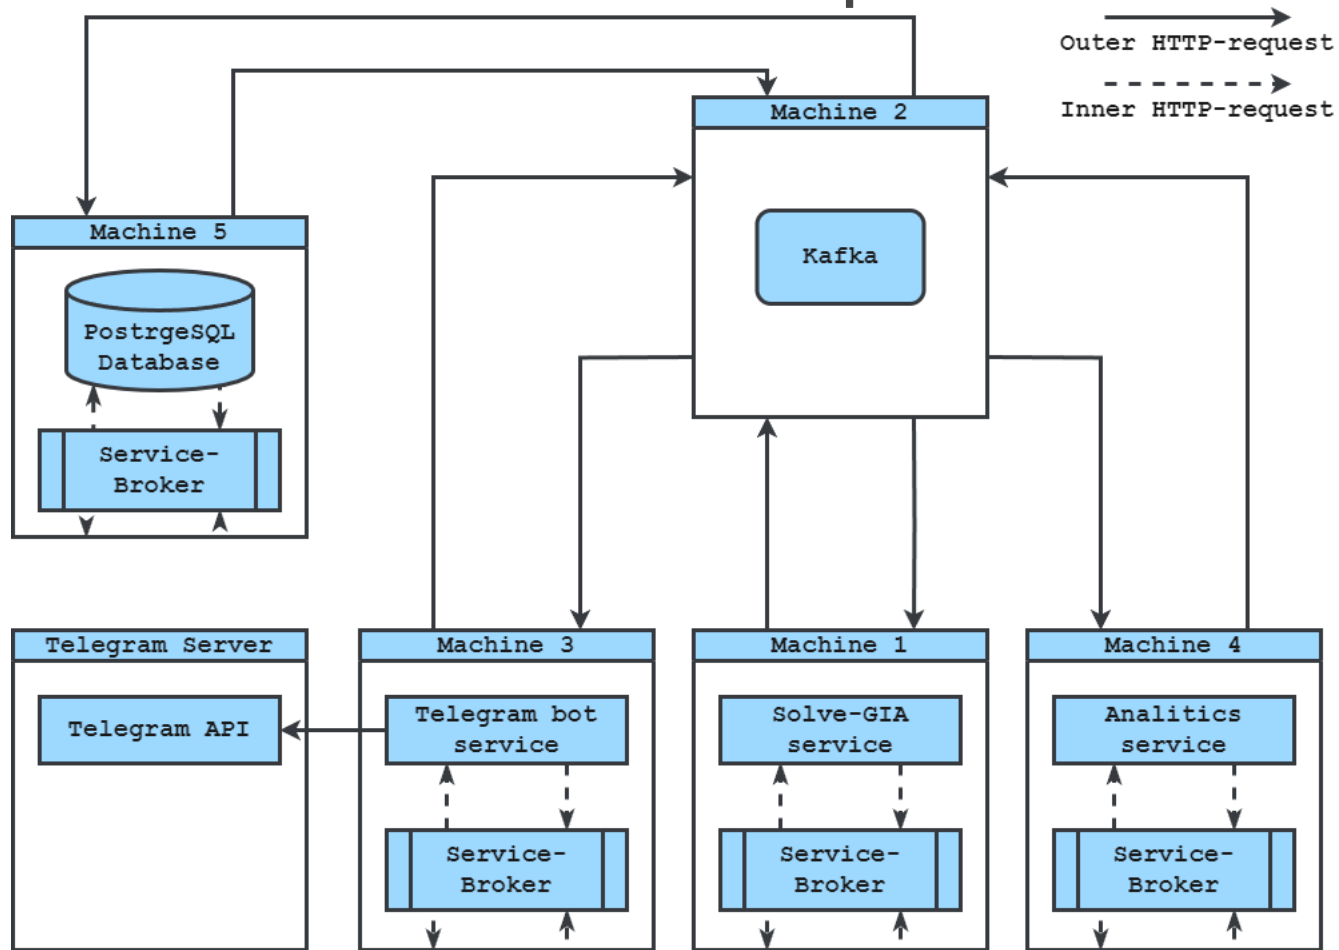 Outer HTTP-request
Inner HTTP-request
Machine 2
Kafka
Machine 5
PostrgeSQL
Database
Service-
Broker
Telegram Server
Telegram API
Machine 3
Telegram bot
service
Service-
Broker
Machine 1
Solve-GIA
service
Service-
Broker
Machine 4
Analitics
service
Service-
Broker